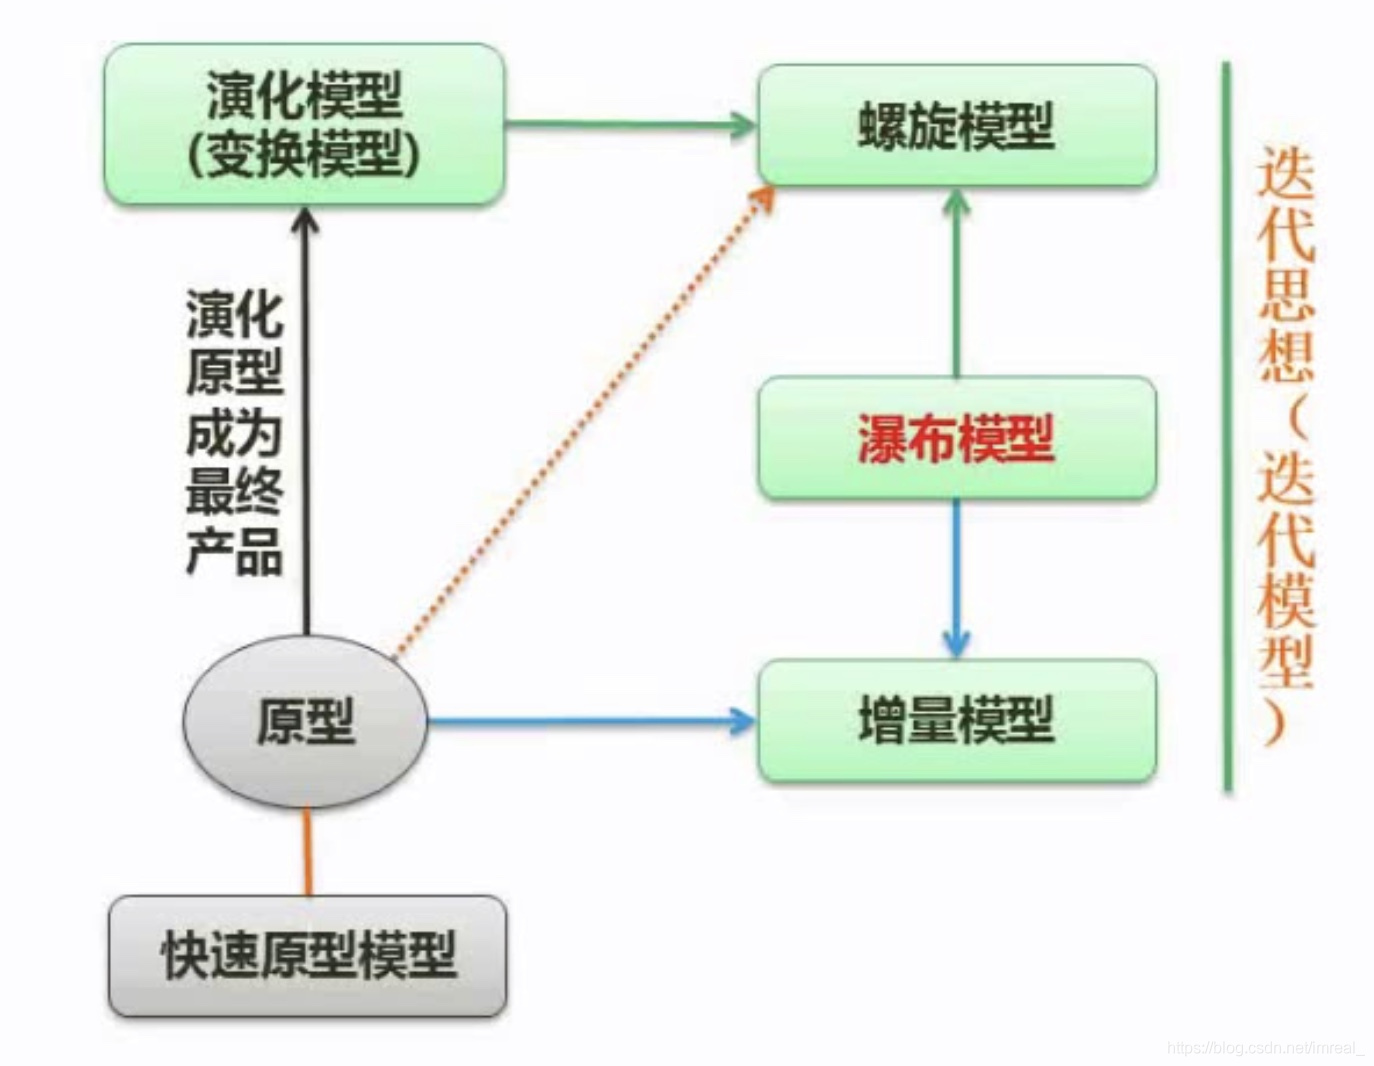 演化模型
(变换模型)
螺旋模型
演化
原型
成为
最终
产品
瀑布模型
原型
增量模型
快速原型模型
迭代思想(迭代模型)
https://blog.csdn.net/imreal_